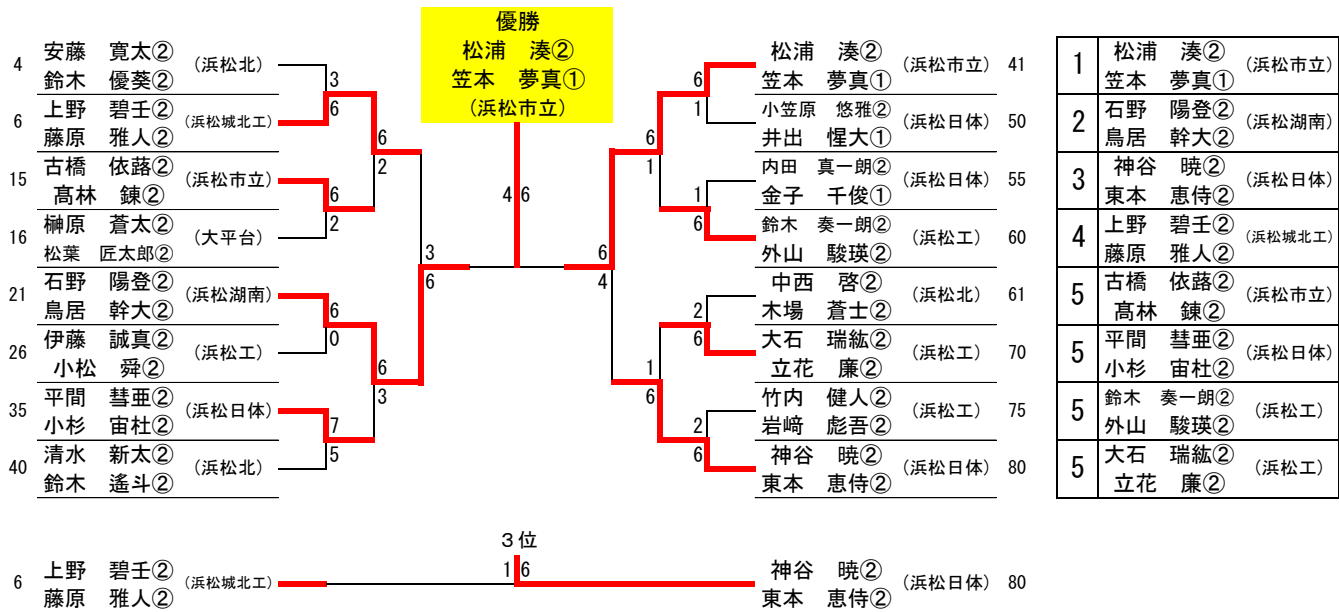 優勝
松浦 湊②
笠本 夢真①
(浜松市立)
4 安藤 寛太② (浜松北)
鈴木 優葵②
3
6
6 上野 碧壬② (浜松城北工)
藤原 雅人②
6
2
15 古橋 依蕗② (浜松市立)
髙林 錬②
6
2
16 榊原 蒼太② (大平台)
松葉 匠太郎②
3
6
21 石野 陽登② (浜松湖南)
鳥居 幹大②
6
0
26 伊藤 誠真② (浜松工)
小松 舜②
6
3
35 平間 彗亜② (浜松日体)
小杉 宙杜②
7
5
40 清水 新太② (浜松北)
鈴木 遙斗②
4 6
松浦 湊② (浜松市立) 41
笠本 夢真①
6
1
小笠原 悠雅② (浜松日体) 50
井出 惺大①
6
1
内田 真一朗② (浜松日体) 55
金子 千俊①
1
6
鈴木 奏一朗② (浜松工) 60
外山 駿瑛②
6
4
中西 啓② (浜松北) 61
木場 蒼士②
2
6
大石 瑞紘② (浜松工) 70
立花 廉②
1
6
竹内 健人② (浜松工) 75
岩﨑 彪吾②
2
6
神谷 暁② (浜松日体) 80
東本 恵侍②
1 松浦 湊② (浜松市立)
笠本 夢真①
2 石野 陽登② (浜松湖南)
鳥居 幹大②
3 神谷 暁② (浜松日体)
東本 恵侍②
4 上野 碧壬② (浜松城北工)
藤原 雅人②
5 古橋 依蕗② (浜松市立)
髙林 錬②
5 平間 彗亜② (浜松日体)
小杉 宙杜②
5 鈴木 奏一朗② (浜松工)
外山 駿瑛②
5 大石 瑞紘② (浜松工)
立花 廉②
3位
6 上野 碧壬② (浜松城北工) 1 6 神谷 暁② (浜松日体) 80
藤原 雅人② 東本 恵侍②